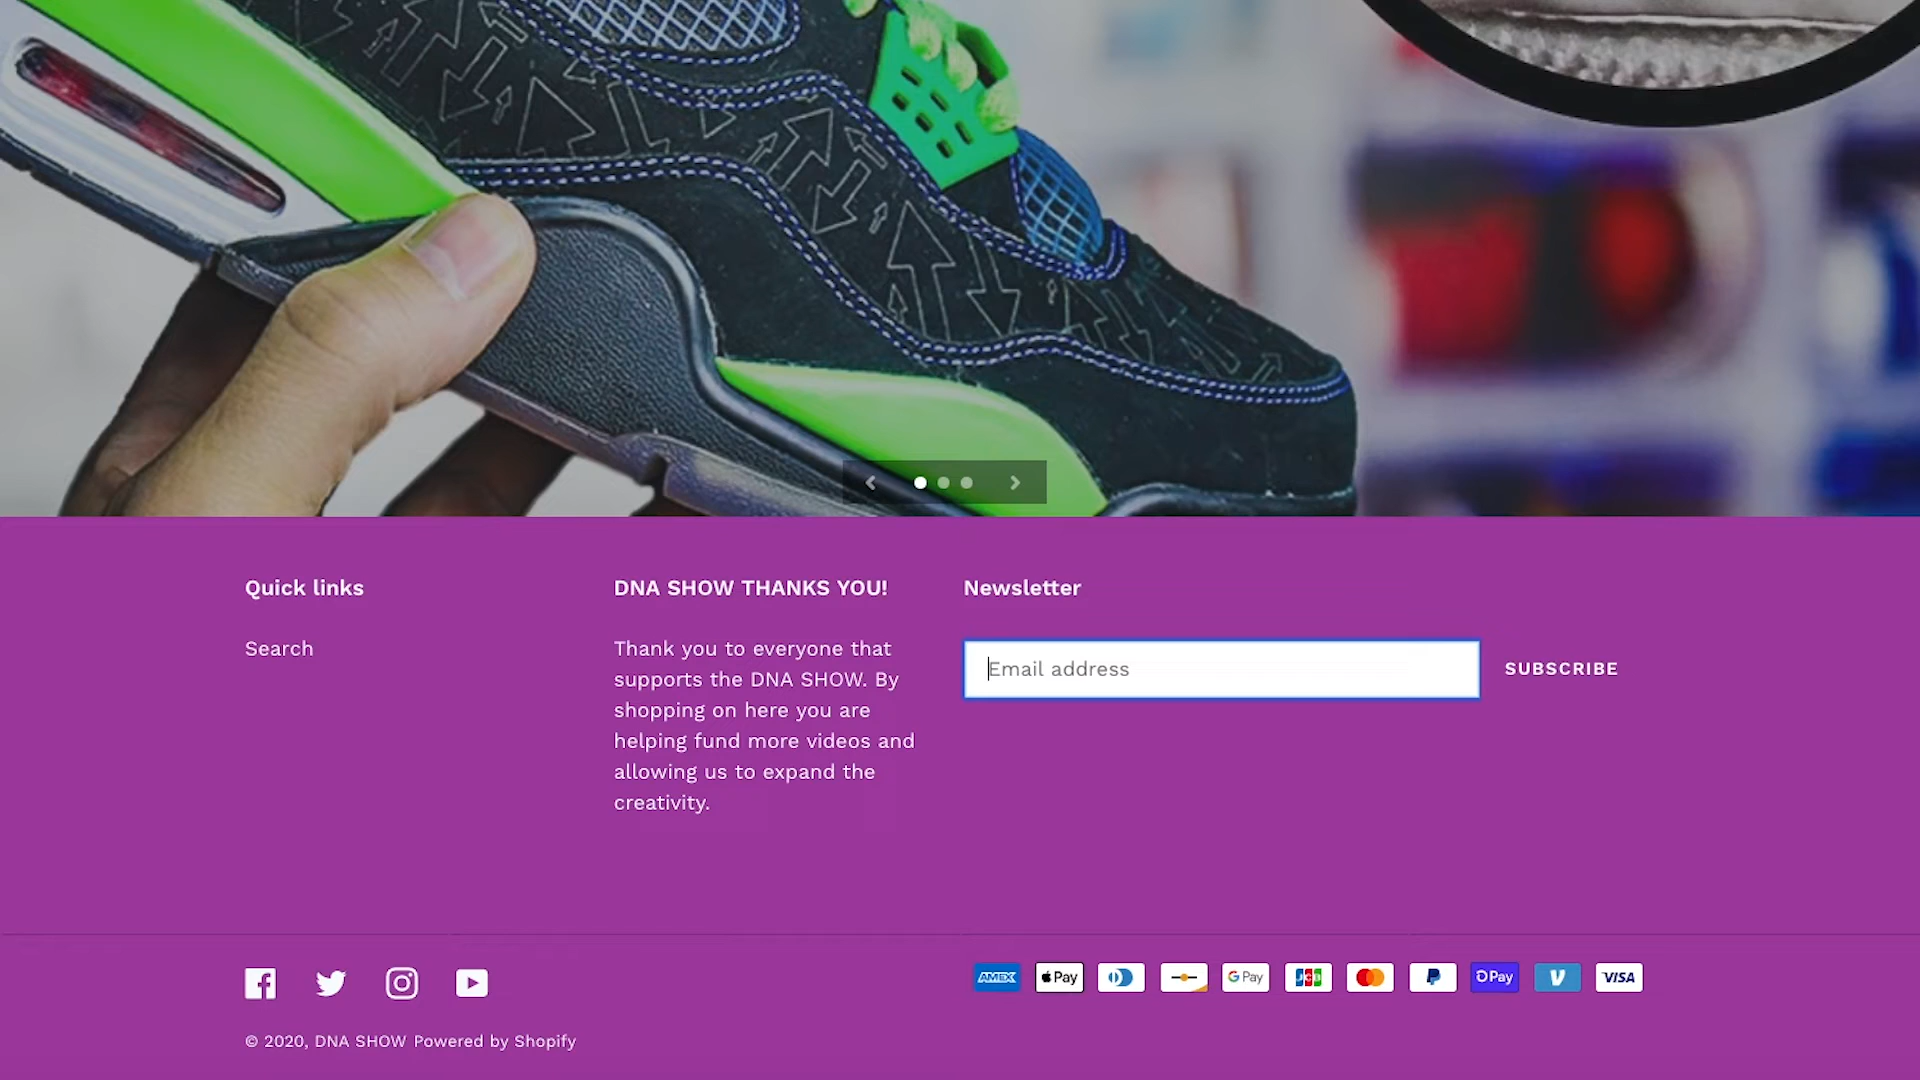 Quick links
Search
DNA SHOW THANKS YOU!
Thank you to everyone that
supports the DNA SHOW. By
shopping on here you are
helping fund more videos and
allowing us to expand the
creativity.
Newsletter
Email address
SUBSCRIBE
AMEX Pay G Pay JCB Pay VISA
© 2020, DNA SHOW Powered by Shopify